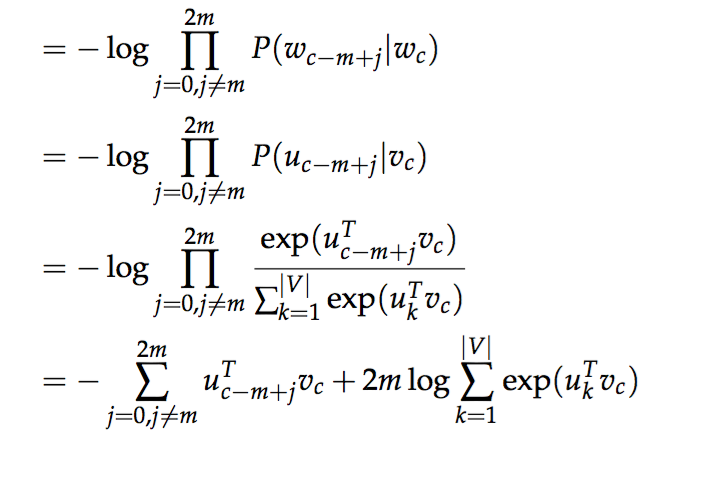 = − log ∏_{j=0,j≠m}^{2m} P(w_{c−m+j}|w_c)
= − log ∏_{j=0,j≠m}^{2m} P(u_{c−m+j}|v_c)
= − log ∏_{j=0,j≠m}^{2m} \frac{exp(u_{c−m+j}^T v_c)}{∑_{k=1}^{|V|} exp(u_k^T v_c)}
= − ∑_{j=0,j≠m}^{2m} u_{c−m+j}^T v_c + 2m log ∑_{k=1}^{|V|} exp(u_k^T v_c)